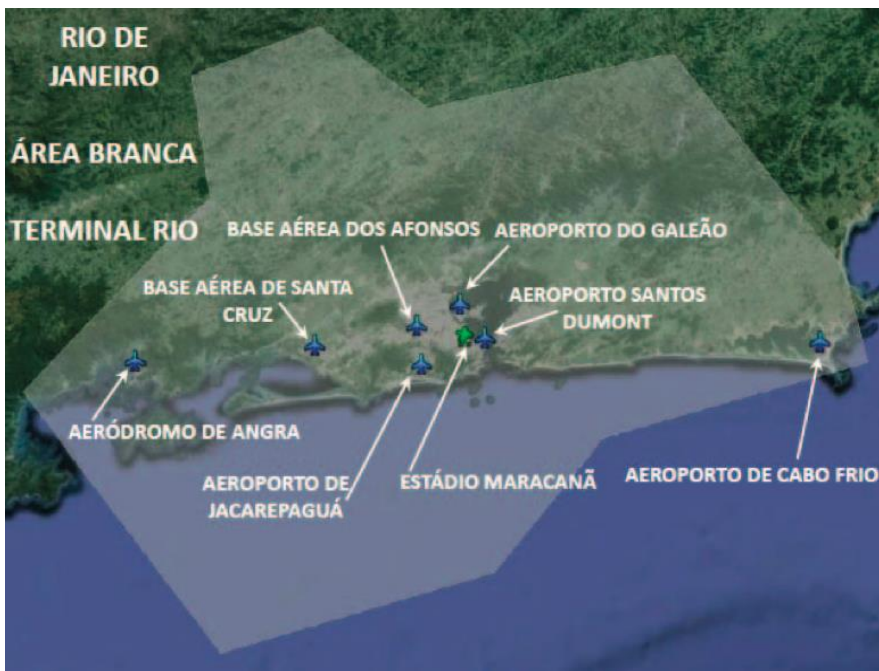 RIO DE
JANEIRO
ÁREA BRANCA
TERMINAL RIO
BASE AÉREA DOS AFONSOS
AEROPORTO DO GALEÃO
BASE AÉREA DE SANTA
CRUZ
AEROPORTO SANTOS
DUMONT
AERÓDROMO DE ANGRA
AEROPORTO DE
JACAREPAGUÁ
ESTÁDIO MARACANÃ
AEROPORTO DE CABO FRIO